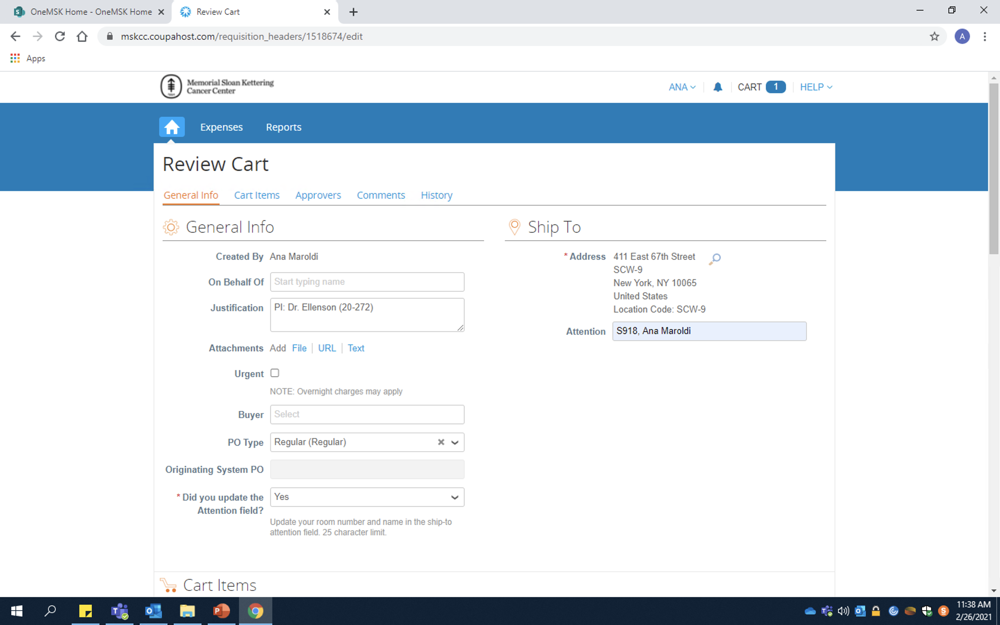 OneMSK Home - OneMSK Home
Review Cart
mskcc.coupahost.com/requisition_headers/1518674/edit
A
Apps
Memorial Sloan Kettering
Cancer Center
ANA
CART 1
HELP
Expenses
Reports
Review Cart
General Info
Cart Items
Approvers
Comments
History
General Info
Created By Ana Maroldi
On Behalf Of Start typing name
Justification PI: Dr. Ellenson (20-272)
Attachments Add File | URL | Text
Urgent
NOTE: Overnight charges may apply
Buyer Select
PO Type Regular (Regular)
Originating System PO
* Did you update the
Attention field?
Yes
Update your room number and name in the ship-to
attention field. 25 character limit.
Ship To
* Address 411 East 67th Street
SCW-9
New York, NY 10065
United States
Location Code: SCW-9
Attention S918, Ana Maroldi
Cart Items
11:38 AM
2/26/2021